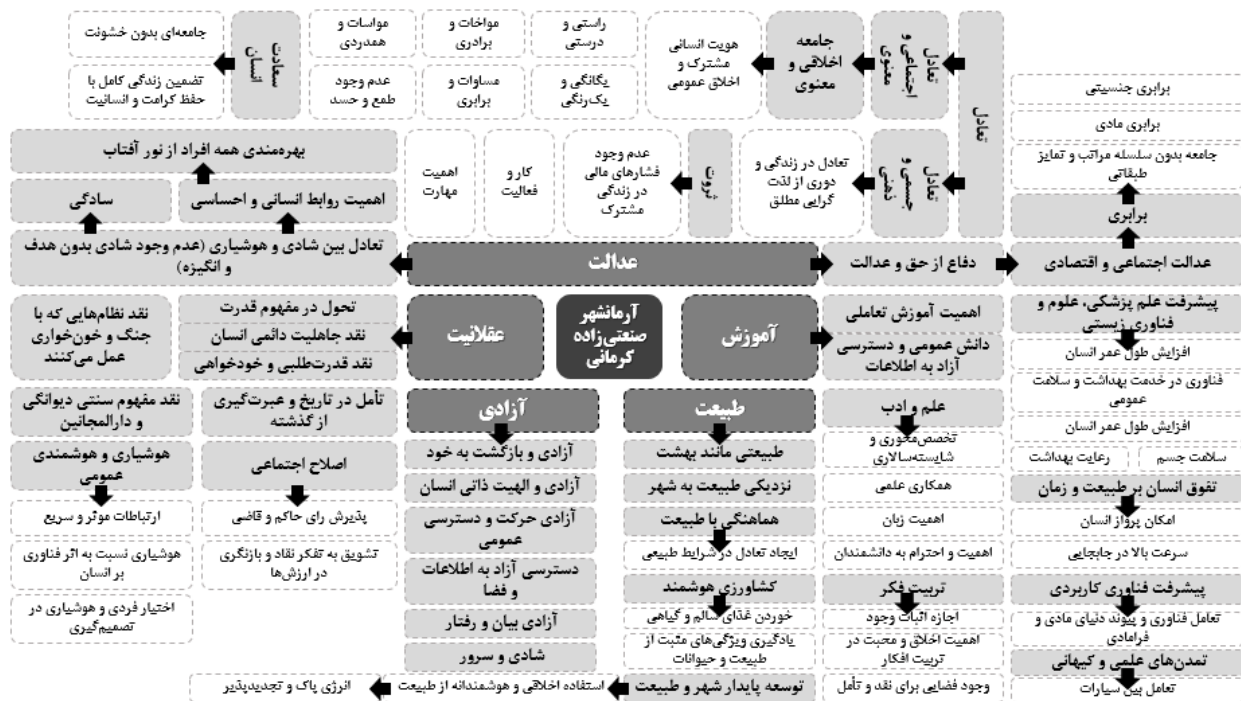 تعادل
تعادل
اجتماعی و
معنوی
جامعه
اخلاقی و
معنوی
هویت انسانی
مشترک و
اخلاق عمومی
راستی و
درستی
مواخات و
برادری
مواسات و
همدردی
یگانگی و
یک‌رنگی
مساوات و
برابری
عدم وجود
طمع و حسد
سعادت
انسان
جامعه‌ای بدون خشونت
تضمین زندگی کامل با
حفظ کرامت و انسانیت
برابری جنسیتی
برابری مادی
جامعه بدون سلسله مراتب و تمایز
طبقاتی
برابری
تعادل
جسمی و
ذهنی
تعادل در زندگی و
دوری از لذت
گرایی مطلق
ثروت
عدم وجود
فشارهای مالی
در زندگی
مشترک
کار و
فعالیت
اهمیت
مهارت
بهره‌مندی همه افراد از نور آفتاب
اهمیت روابط انسانی و احساسی
سادگی
عدالت اجتماعی و اقتصادی
دفاع از حق و عدالت
عدالت
تعادل بین شادی و هوشیاری (عدم وجود شادی بدون هدف
و انگیزه)
پیشرفت علم پزشکی، علوم و
فناوری زیستی
افزایش طول عمر انسان
فناوری در خدمت بهداشت و سلامت
عمومی
افزایش طول عمر انسان
سلامت جسم
رعایت بهداشت
تفوق انسان بر طبیعت و زمان
امکان پرواز انسان
سرعت بالا در جابجایی
پیشرفت فناوری کاربردی
تعامل فناوری و پیوند دنیای مادی و
فرامادی
تمدن‌های علمی و کیهانی
تعامل بین سیارات
اهمیت آموزش تعاملی
دانش عمومی و دسترسی
آزاد به اطلاعات
علم و ادب
تخصص‌محوری و
شایسته‌سالاری
همکاری علمی
اهمیت زبان
اهمیت و احترام به دانشمندان
تربیت فکر
اجازه اثبات وجود
اهمیت اخلاق و محبت در
تربیت افکار
وجود فضایی برای نقد و تأمل
آموزش
آرمانشهر
صنعتی‌زاده
کرمانی
عقلانیت
طبیعت
طبیعتی مانند بهشت
نزدیکی طبیعت به شهر
هماهنگی با طبیعت
ایجاد تعادل در شرایط طبیعی
کشاورزی هوشمند
خوردن غذای سالم و گیاهی
یادگیری ویژگی‌های مثبت از
طبیعت و حیوانات
توسعه پایدار شهر و طبیعت
استفاده اخلاقی و هوشمندانه از طبیعت
انرژی پاک و تجدیدپذیر
آزادی
آزادی و بازگشت به خود
آزادی و الهیت ذاتی انسان
آزادی حرکت و دسترسی
عمومی
دسترسی آزاد به اطلاعات
و فضا
آزادی بیان و رفتار
شادی و سرور
تحول در مفهوم قدرت
نقد جاهلیت دائمی انسان
نقد قدرت‌طلبی و خودخواهی
تأمل در تاریخ و عبرت‌گیری
از گذشته
اصلاح اجتماعی
پذیرش رای حاکم و قاضی
تشویق به تفکر نقاد و بازنگری
در ارزش‌ها
نقد نظام‌هایی که با
جنگ و خون‌خواری
عمل می‌کنند
نقد مفهوم سنتی دیوانگی
و دارالمجانین
هوشیاری و هوشمندی
عمومی
ارتباطات موثر و سریع
هوشیاری نسبت به اثر فناوری
بر انسان
اختیار فردی و هوشیاری در
تصمیم‌گیری